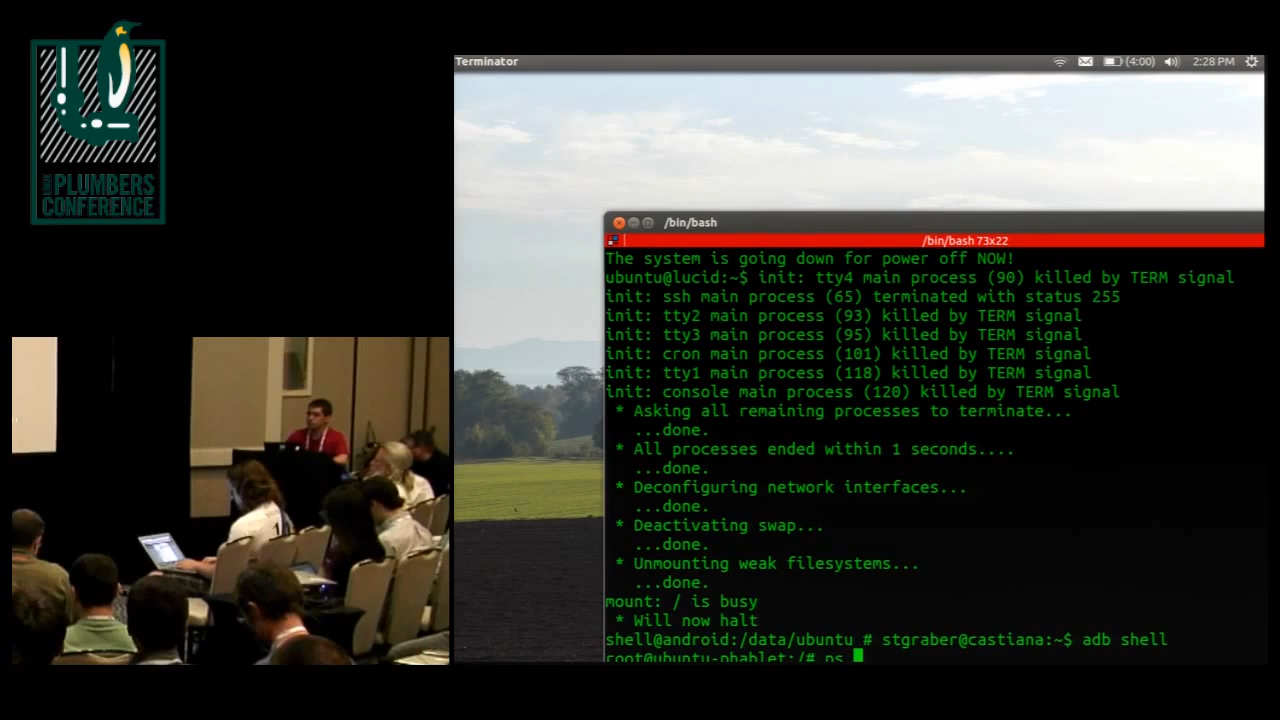 LINUX
PLUMBERS
CONFERENCE
Terminator
(4:00)
2:28 PM
/bin/bash
/bin/bash 73x22
The system is going down for power off NOW!
ubuntu@lucid:~$ init: tty4 main process (90) killed by TERM signal
init: ssh main process (65) terminated with status 255
init: tty2 main process (93) killed by TERM signal
init: tty3 main process (95) killed by TERM signal
init: cron main process (101) killed by TERM signal
init: tty1 main process (118) killed by TERM signal
init: console main process (120) killed by TERM signal
* Asking all remaining processes to terminate...
...done.
* All processes ended within 1 seconds....
...done.
* Deconfiguring network interfaces...
...done.
* Deactivating swap...
...done.
* Unmounting weak filesystems...
...done.
mount: / is busy
* Will now halt
shell@android:/data/ubuntu # stgraber@castiana:~$ adb shell
root@ubuntu-phablet:/# ps